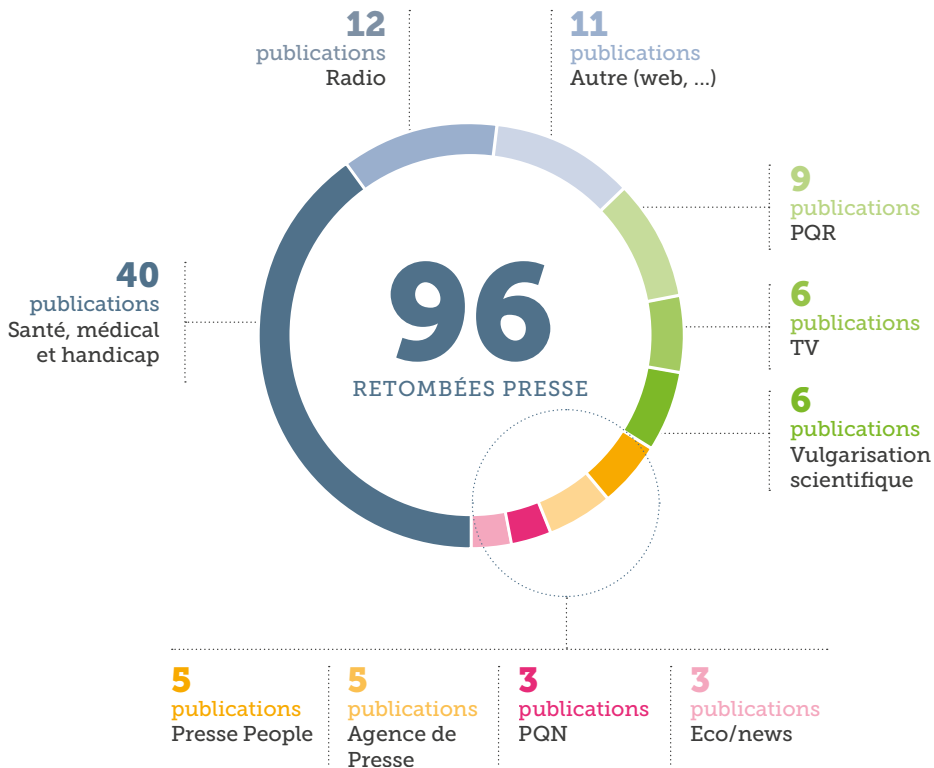 12
publications
Radio
11
publications
Autre (web, ...)
9
publications
PQR
40
publications
Santé, médical
et handicap
96
RETOMBÉES PRESSE
6
publications
TV
6
publications
Vulgarisation
scientifique
5
publications
Presse People
5
publications
Agence de
Presse
3
publications
PQN
3
publications
Eco/news